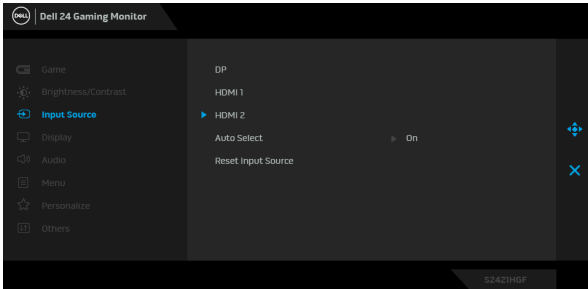 DELL Dell 24 Gaming Monitor
Game
Brightness/Contrast
Input Source
Display
Audio
Menu
Personalize
Others
DP
HDMI 1
HDMI 2
Auto Select On
Reset Input Source
S2421HGF